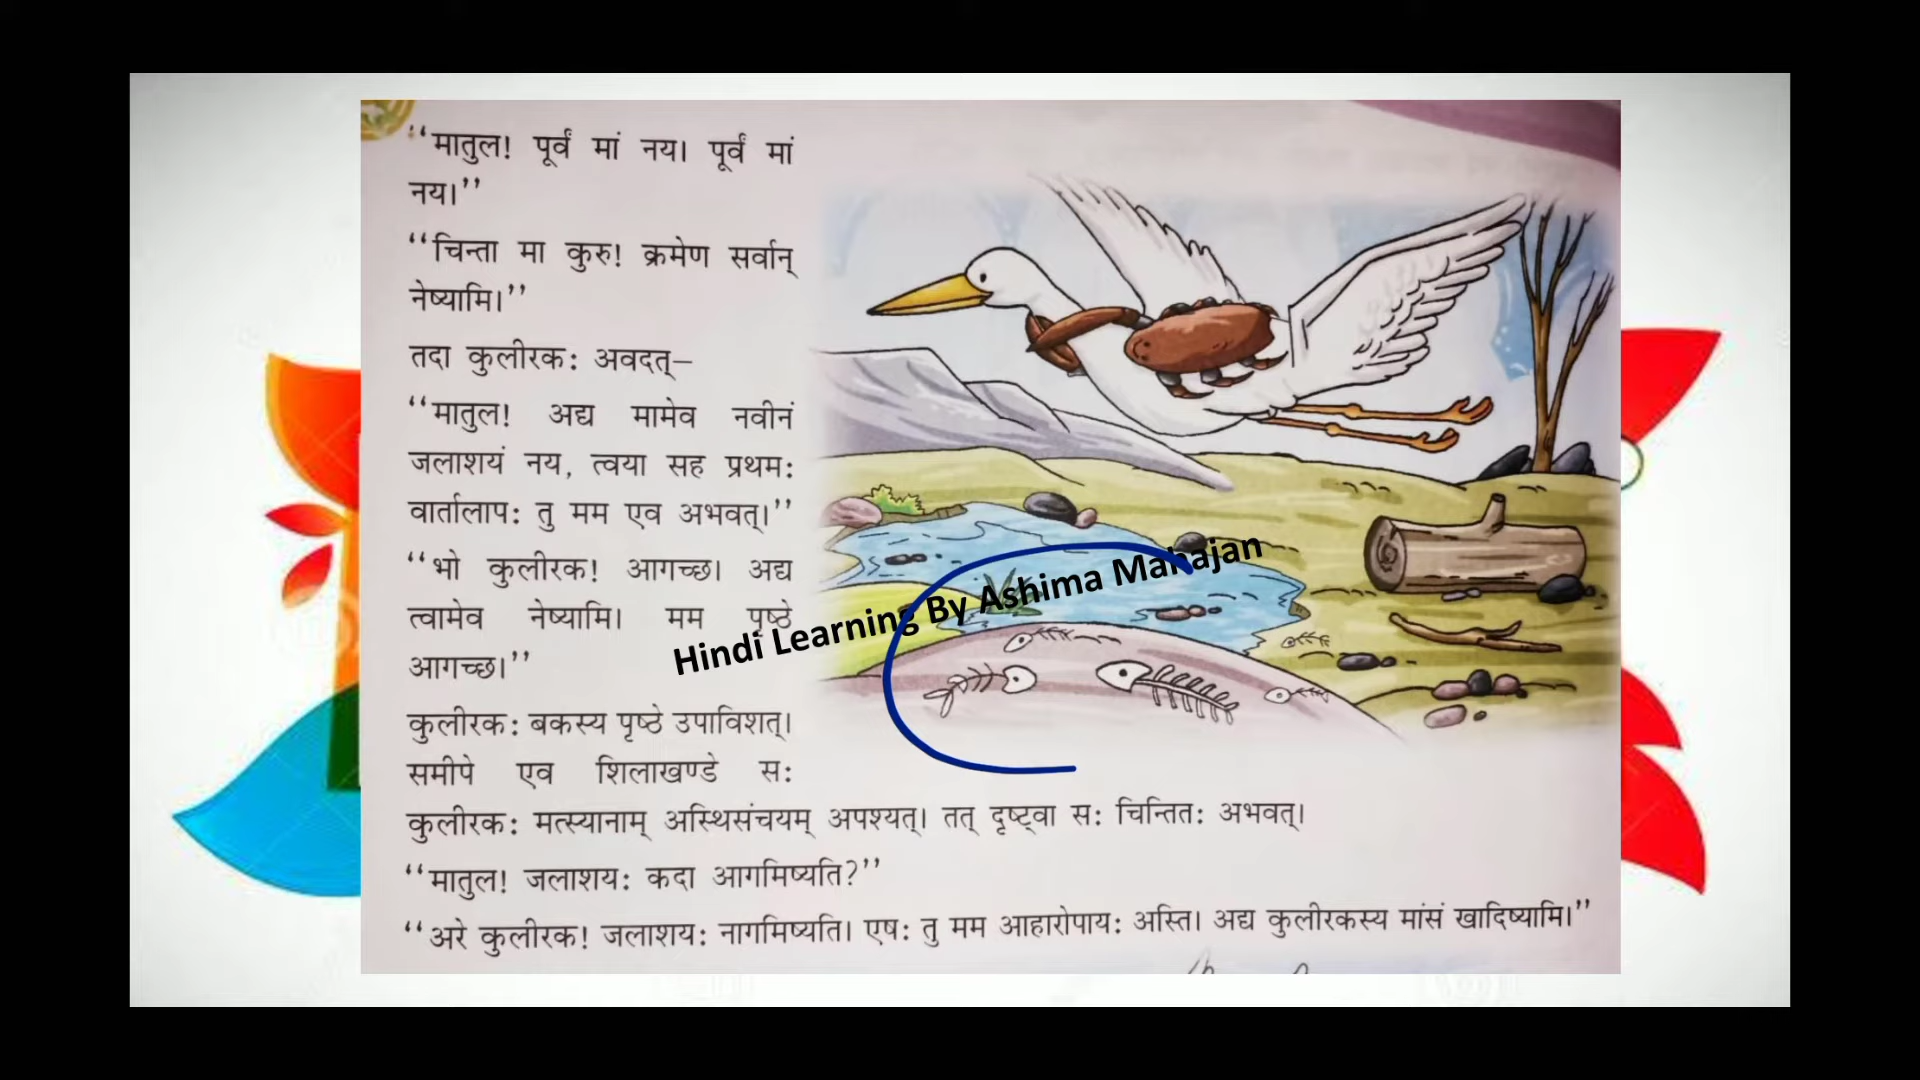 ‘‘मातुल! पूर्वं मां नय। पूर्वं मां
नय।’’
‘‘चिन्ता मा कुरु! क्रमेण सर्वान्
नेष्यामि।’’
तदा कुलीरकः अवदत्–
‘‘मातुल! अद्य मामेव नवीनं
जलाशयं नय, त्वया सह प्रथमः
वार्तालापः तु मम एव अभवत्।’’
‘‘भो कुलीरक! आगच्छ। अद्य
त्वामेव नेष्यामि। मम पृष्ठे
आगच्छ।’’
कुलीरकः बकस्य पृष्ठे उपाविशत्।
समीपे एव शिलाखण्डे सः
कुलीरकः मत्स्यानाम् अस्थिसंचयम् अपश्यत्। तत् दृष्ट्वा सः चिन्तितः अभवत्।
‘‘मातुल! जलाशयः कदा आगमिष्यति?’’
‘‘अरे कुलीरक! जलाशयः नागमिष्यति। एषः तु मम आहारोपायः अस्ति। अद्य कुलीरकस्य मांसं खादिष्यामि।’’
Hindi Learning By Ashima Mahajan